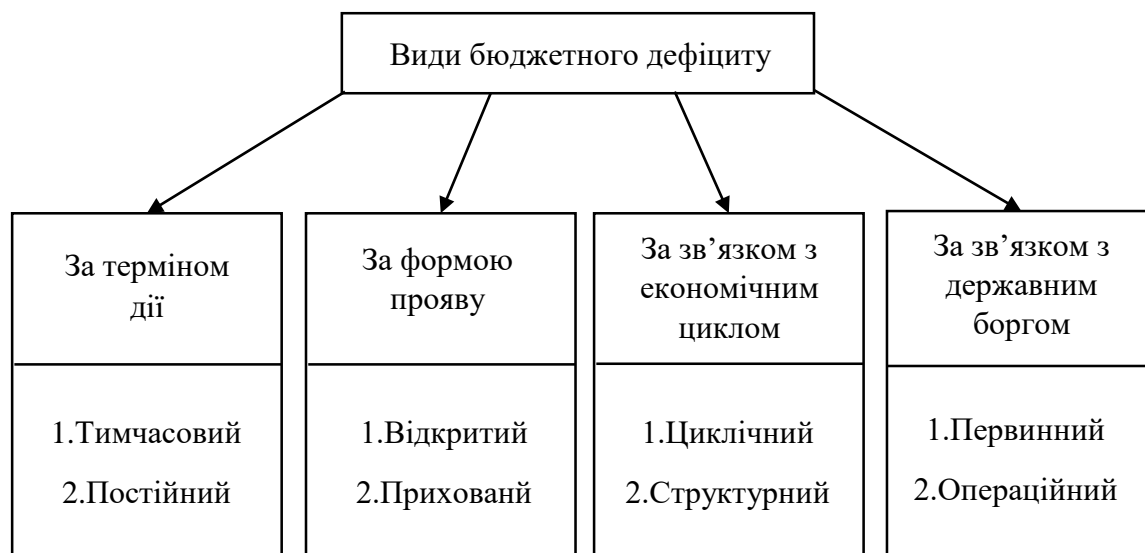 Види бюджетного дефіциту
За терміном
дії
1.Тимчасовий
2.Постійний
За формою
прояву
1.Відкритий
2.Прихованй
За зв’язком з
економічним
циклом
1.Циклічний
2.Структурний
За зв’язком з
державним
боргом
1.Первинний
2.Операційний